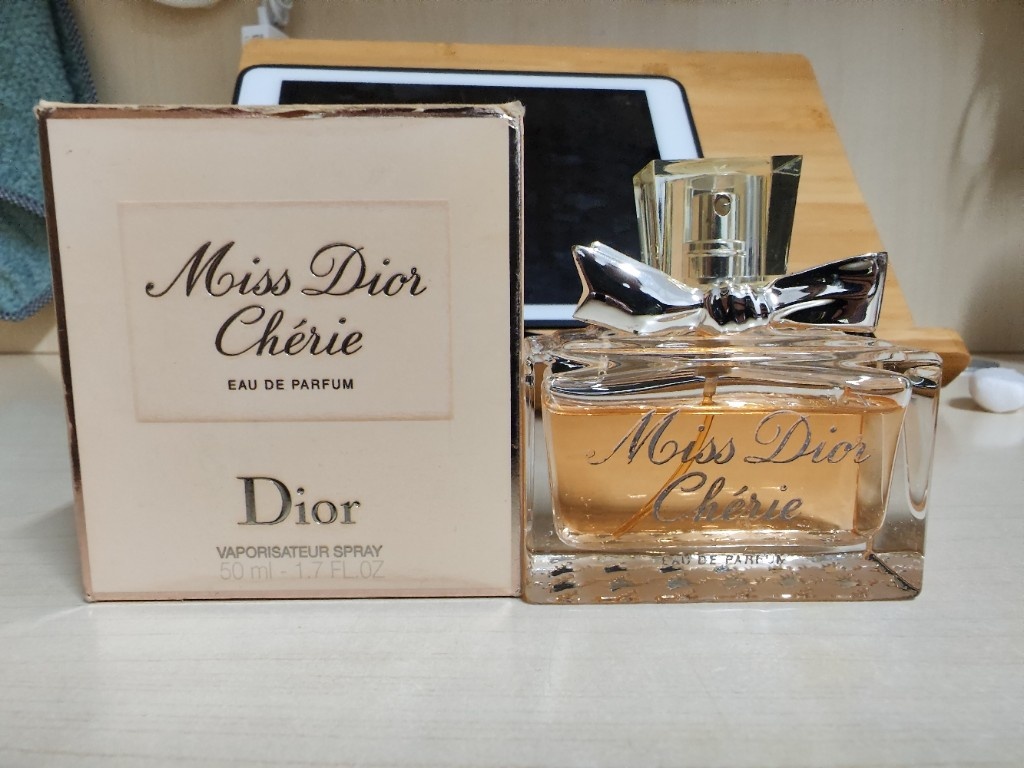 Miss Dior
Chérie
EAU DE PARFUM
Dior
VAPORISATEUR SPRAY
50 ml - 1.7 FL.OZ
Miss Dior
Chérie
EAU DE PARFUM